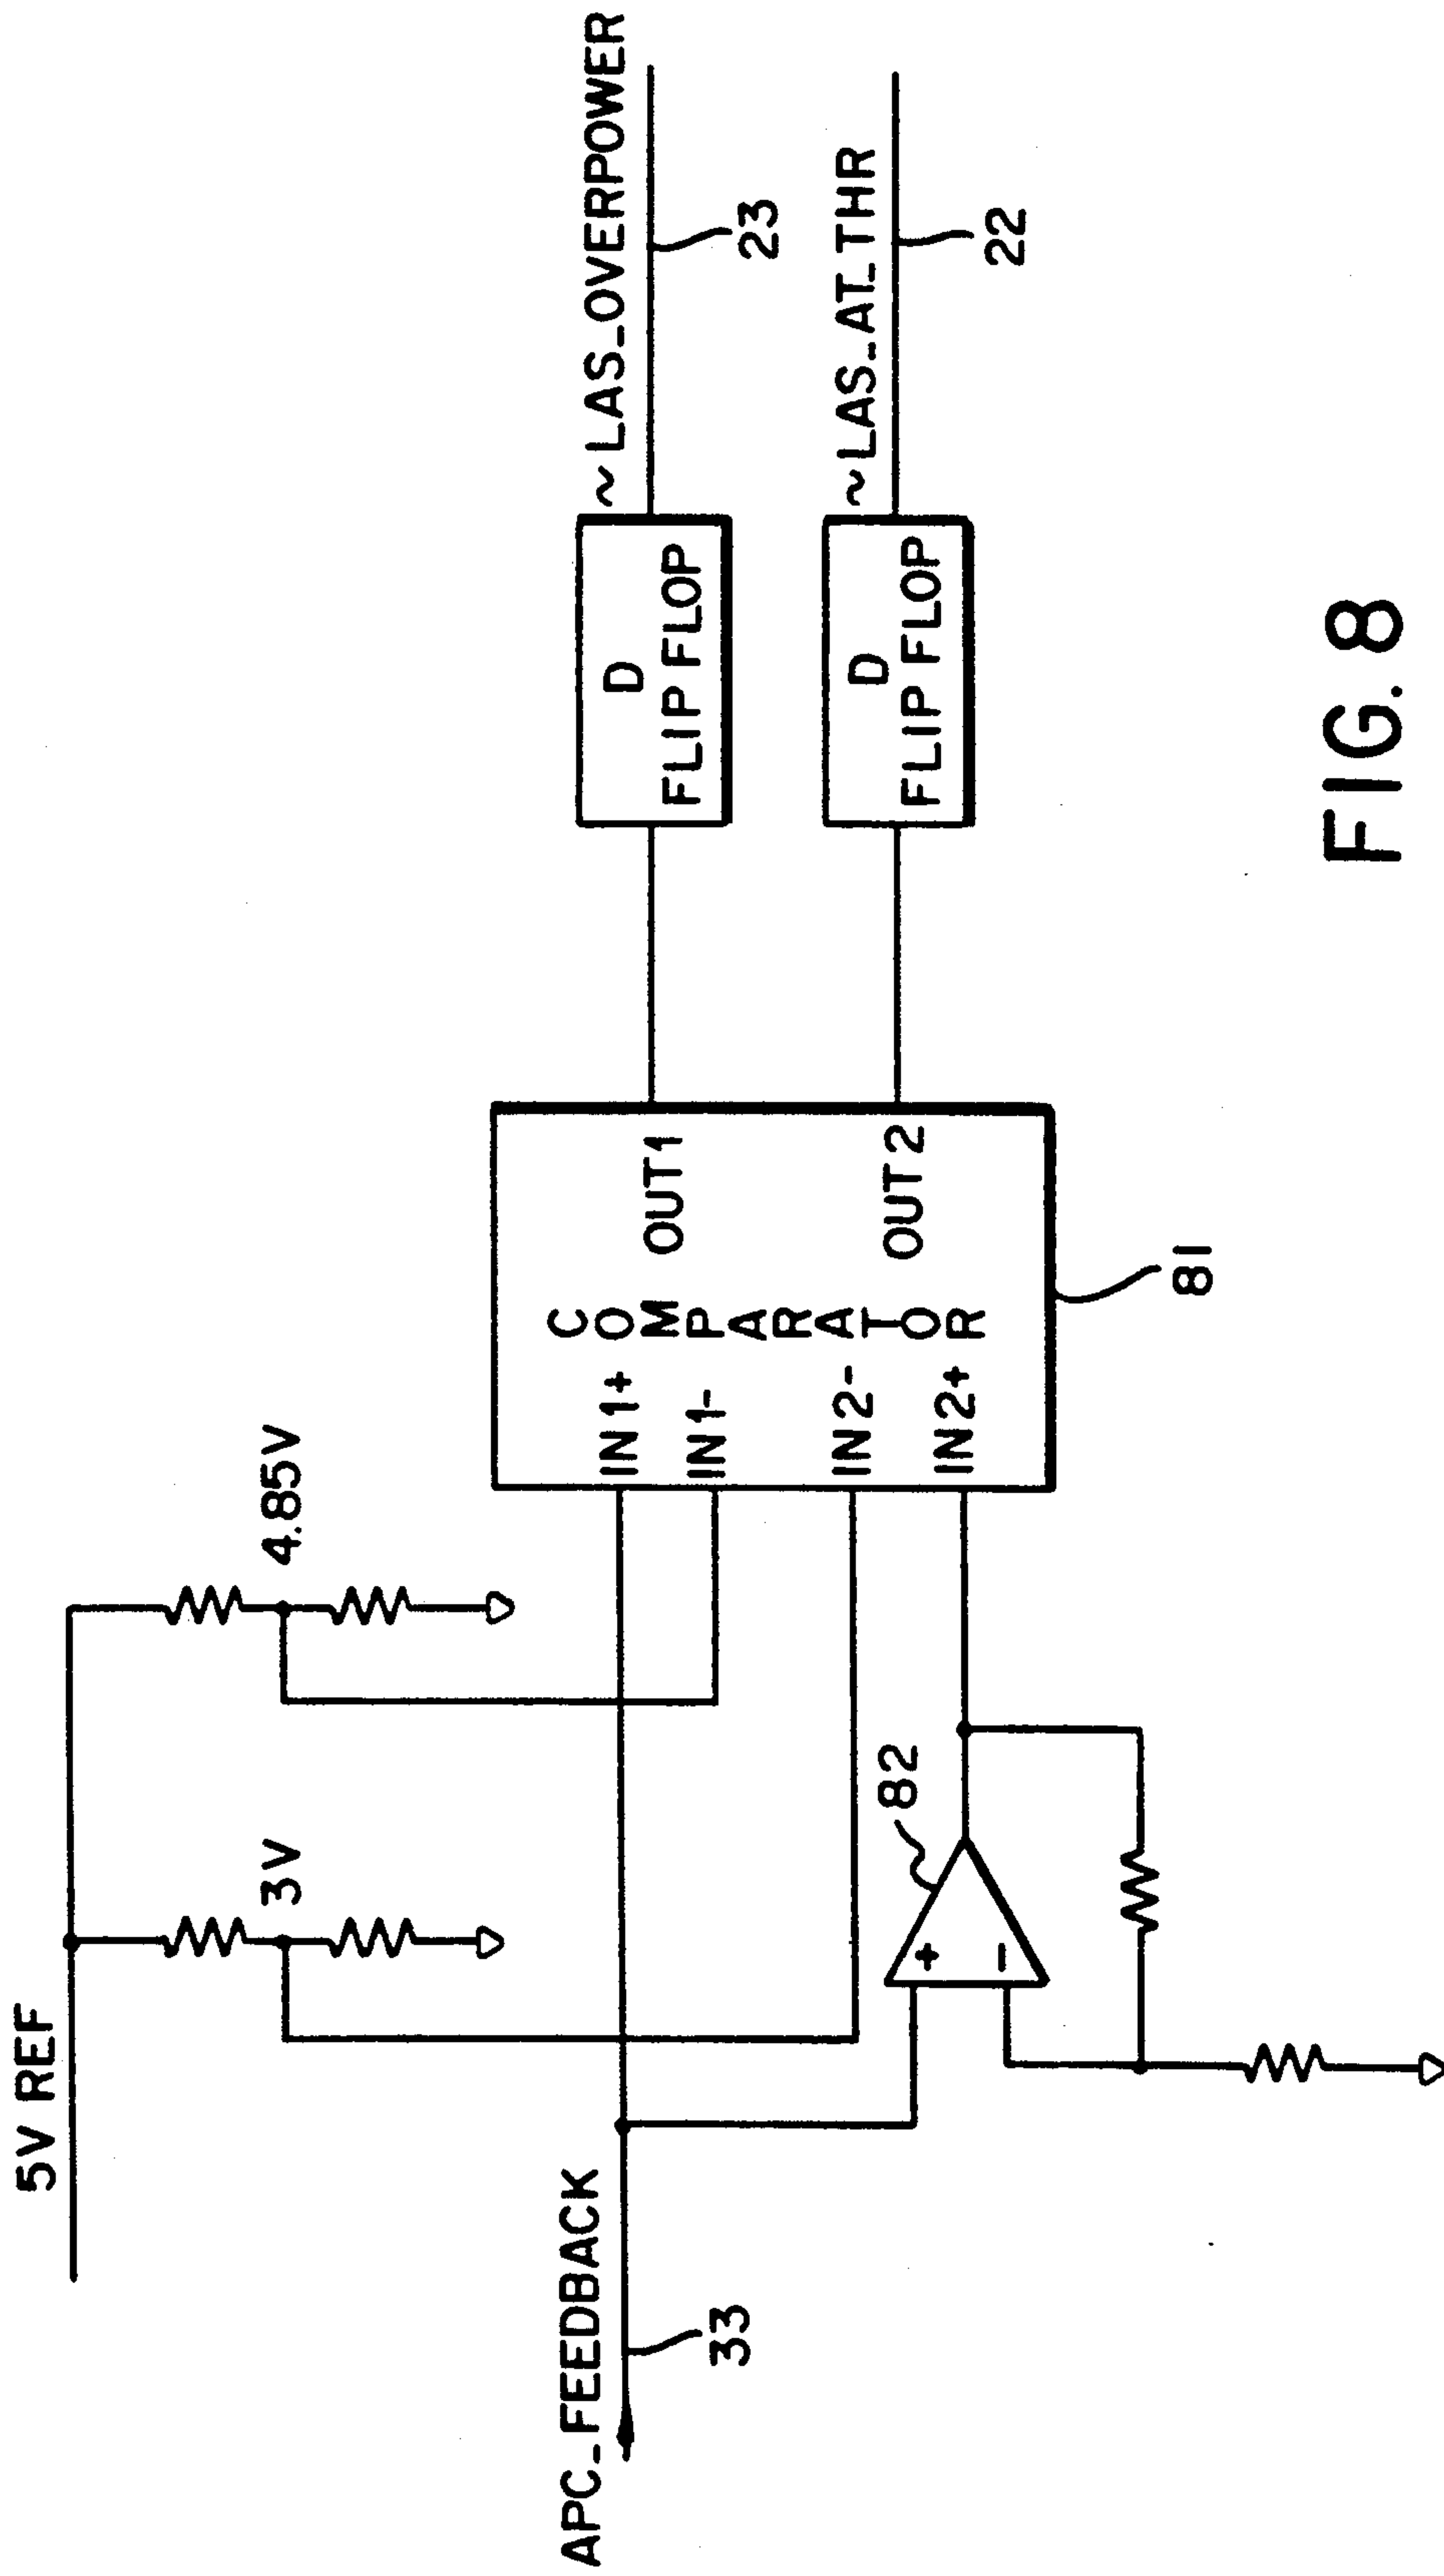 5V REF
3V
4.85V
APC_FEEDBACK
33
82
+
−
IN1+
IN1-
IN2-
IN2+
COMPARATOR
OUT1
OUT2
81
D
FLIP FLOP
~LAS_OVERPOWER
23
D
FLIP FLOP
~LAS_AT_THR
22
FIG. 8